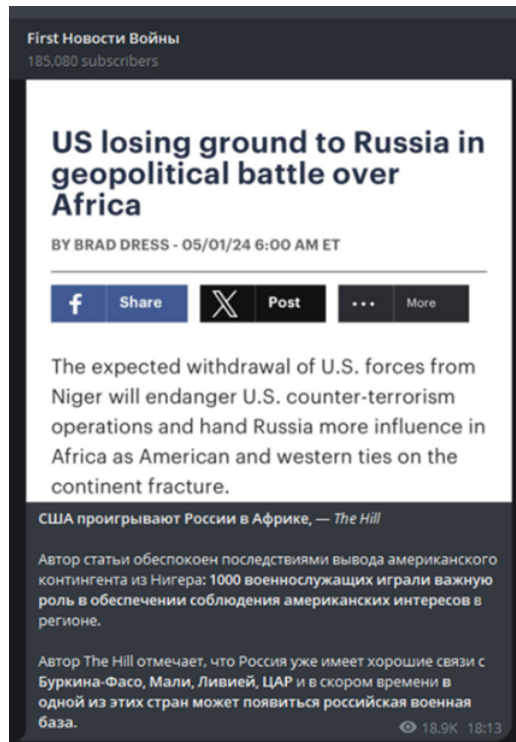 First Новости Войны
185,080 subscribers
US losing ground to Russia in
geopolitical battle over
Africa
BY BRAD DRESS - 05/01/24 6:00 AM ET
f Share X Post ... More
The expected withdrawal of U.S. forces from
Niger will endanger U.S. counter-terrorism
operations and hand Russia more influence in
Africa as American and western ties on the
continent fracture.
США проигрывают России в Африке, — The Hill
Автор статьи обеспокоен последствиями вывода американского
контингента из Нигера: 1000 военнослужащих играли важную
роль в обеспечении соблюдения американских интересов в
регионе.
Автор The Hill отмечает, что Россия уже имеет хорошие связи с
Буркина-Фасо, Мали, Ливией, ЦАР и в скором времени в
одной из этих стран может появиться российская военная
база.
18.9K 18:13